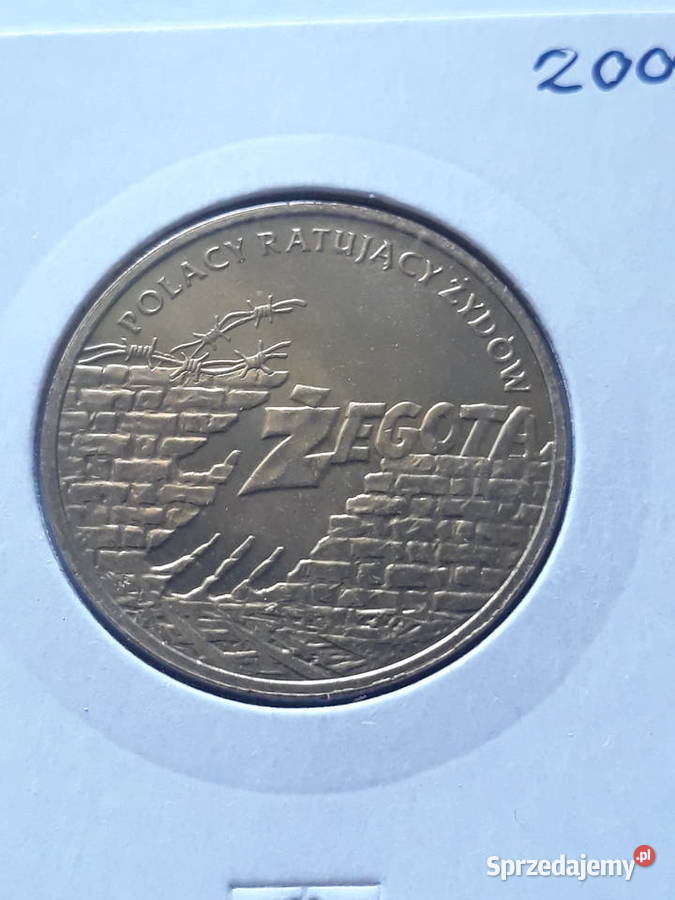 200
POLACY RATUJĄCY ŻYDÓW
ŻEGOTA
Sprzedajemy.pl